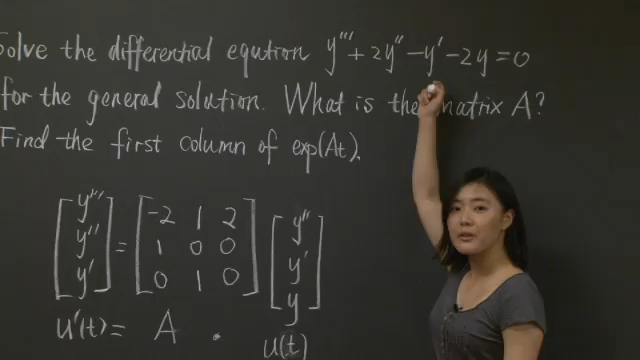 Solve the differential eqution y''' + 2y'' - y' - 2y = 0
for the general solution. What is the matrix A?
Find the first column of exp(At).
[y''' y'' y'] = [-2 1 2; 1 0 0; 0 1 0] [y'' y' y]
u'(t) = A · u(t)